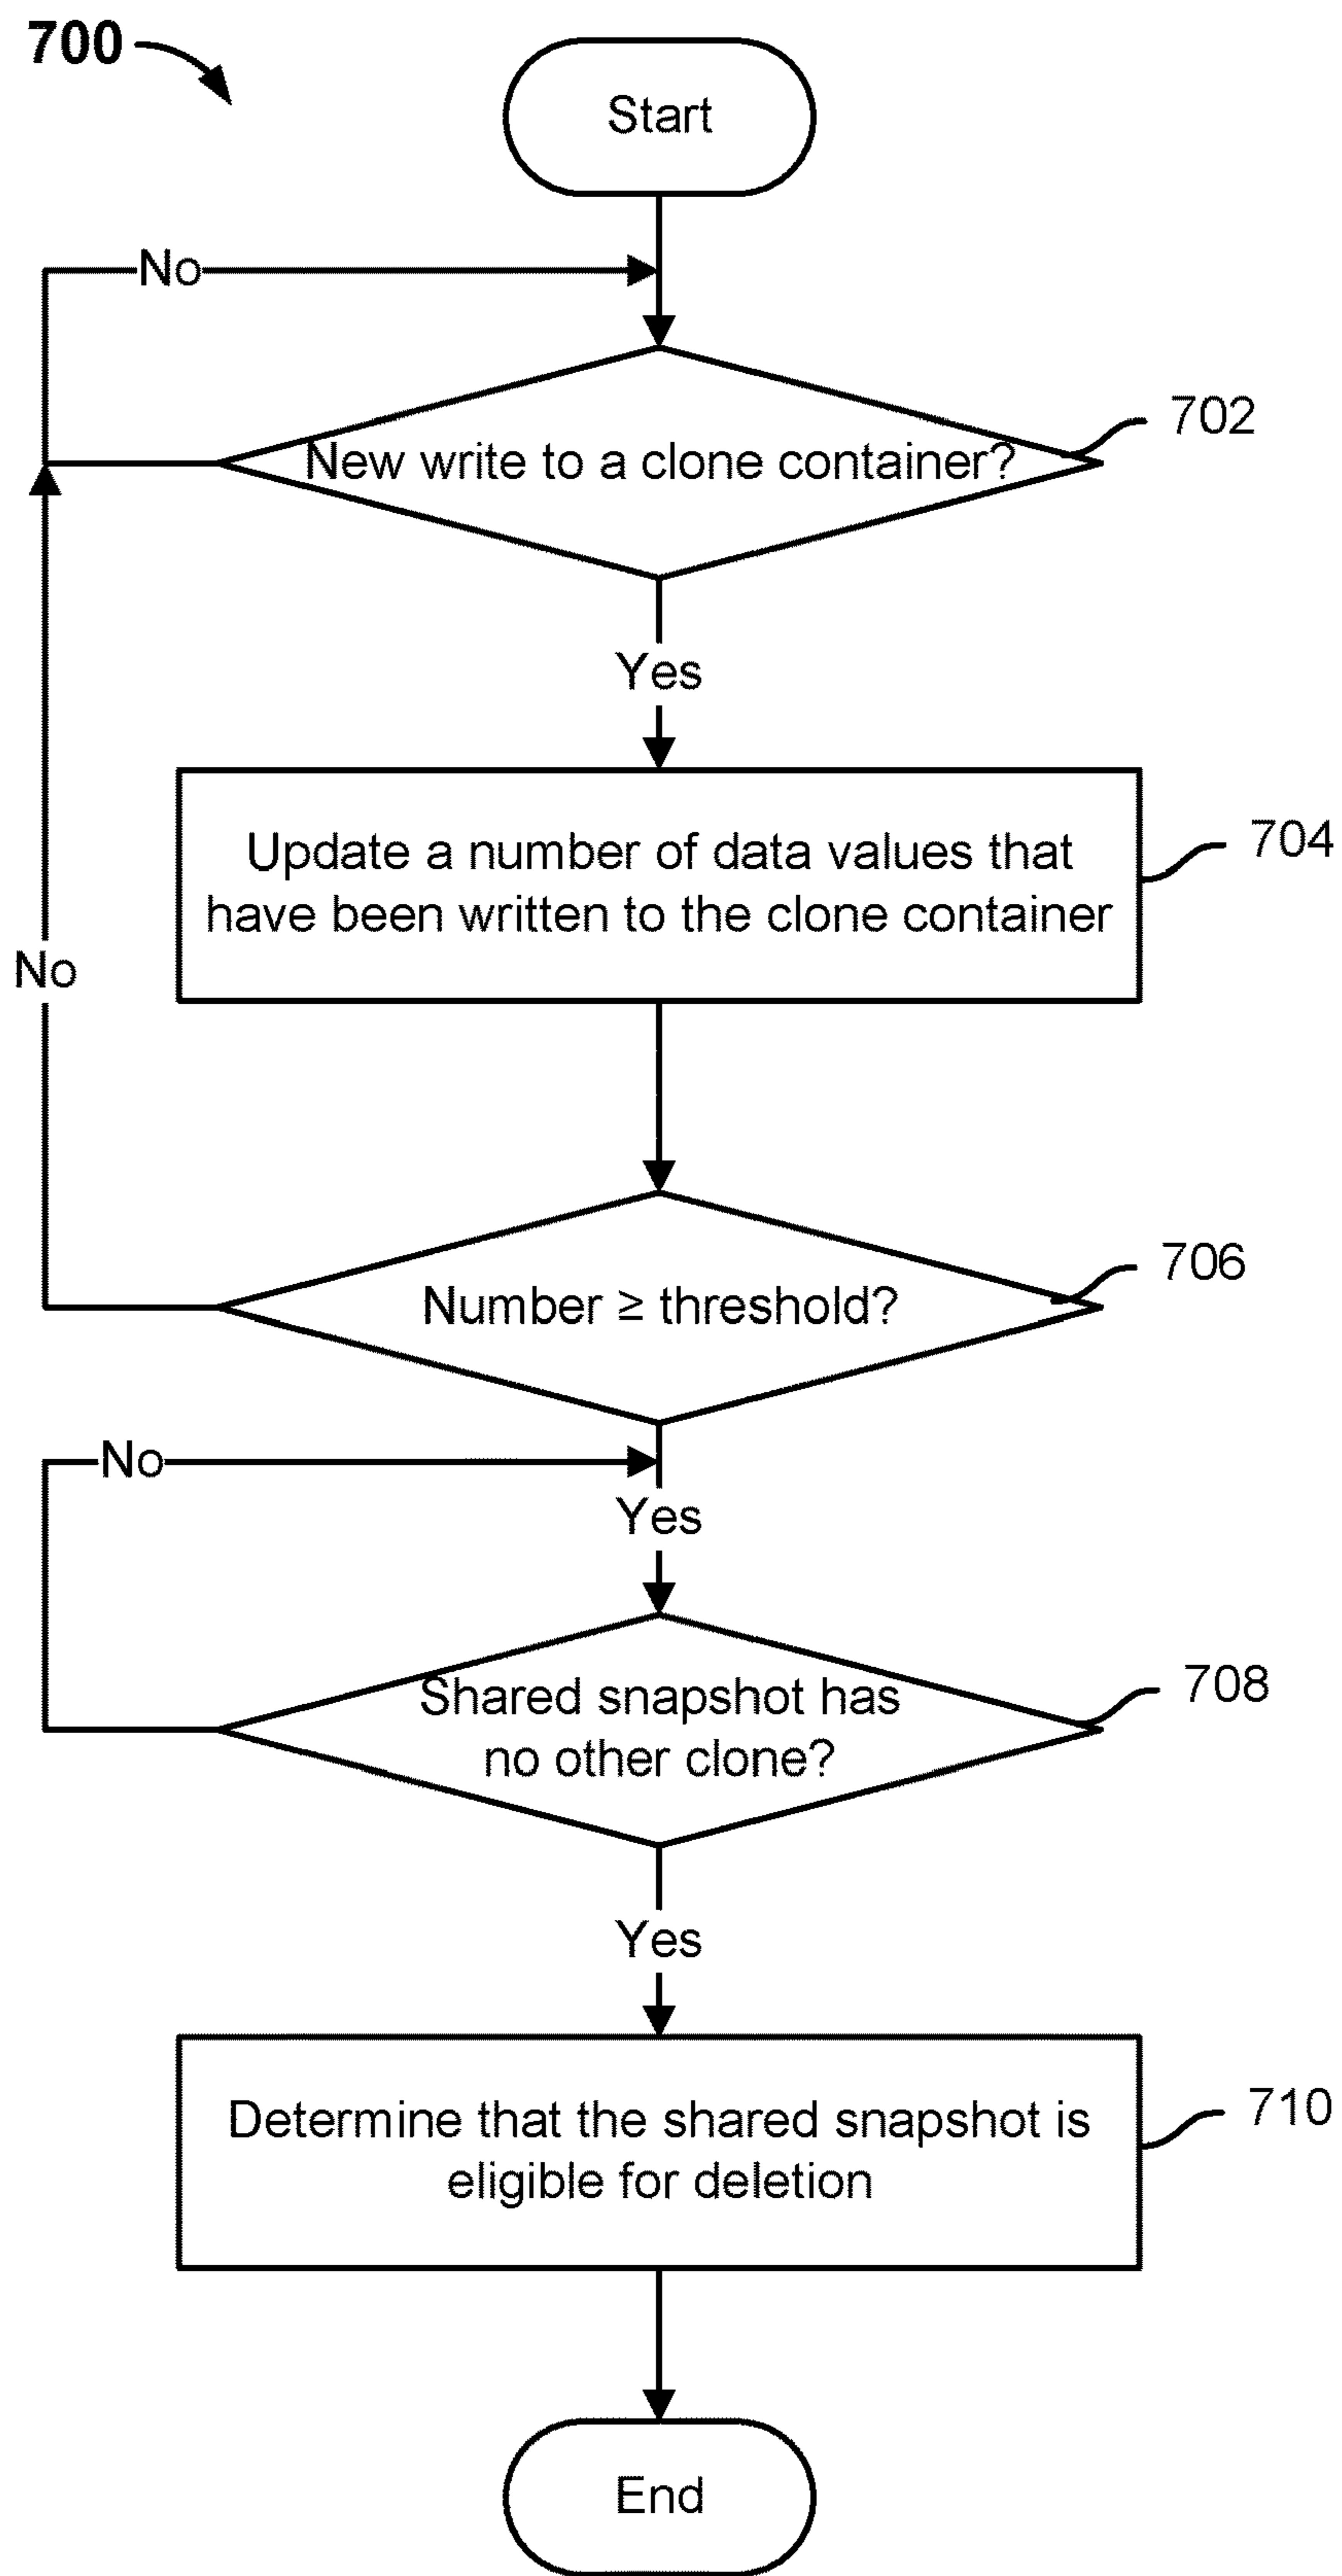 700
Start
No
New write to a clone container?
702
Yes
Update a number of data values that
have been written to the clone container
704
No
Number ≥ threshold?
706
No
Yes
Shared snapshot has
no other clone?
708
Yes
Determine that the shared snapshot is
eligible for deletion
710
End